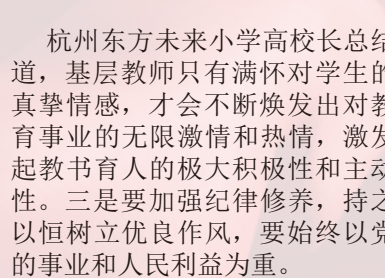 杭州东方未来小学高校长总结
道，基层教师只有满怀对学生的
真挚情感，才会不断焕发出对教
育事业的无限激情和热情，激发
起教书育人的极大积极性和主动
性。三是要加强纪律修养，持之
以恒树立优良作风，要始终以党
的事业和人民利益为重。